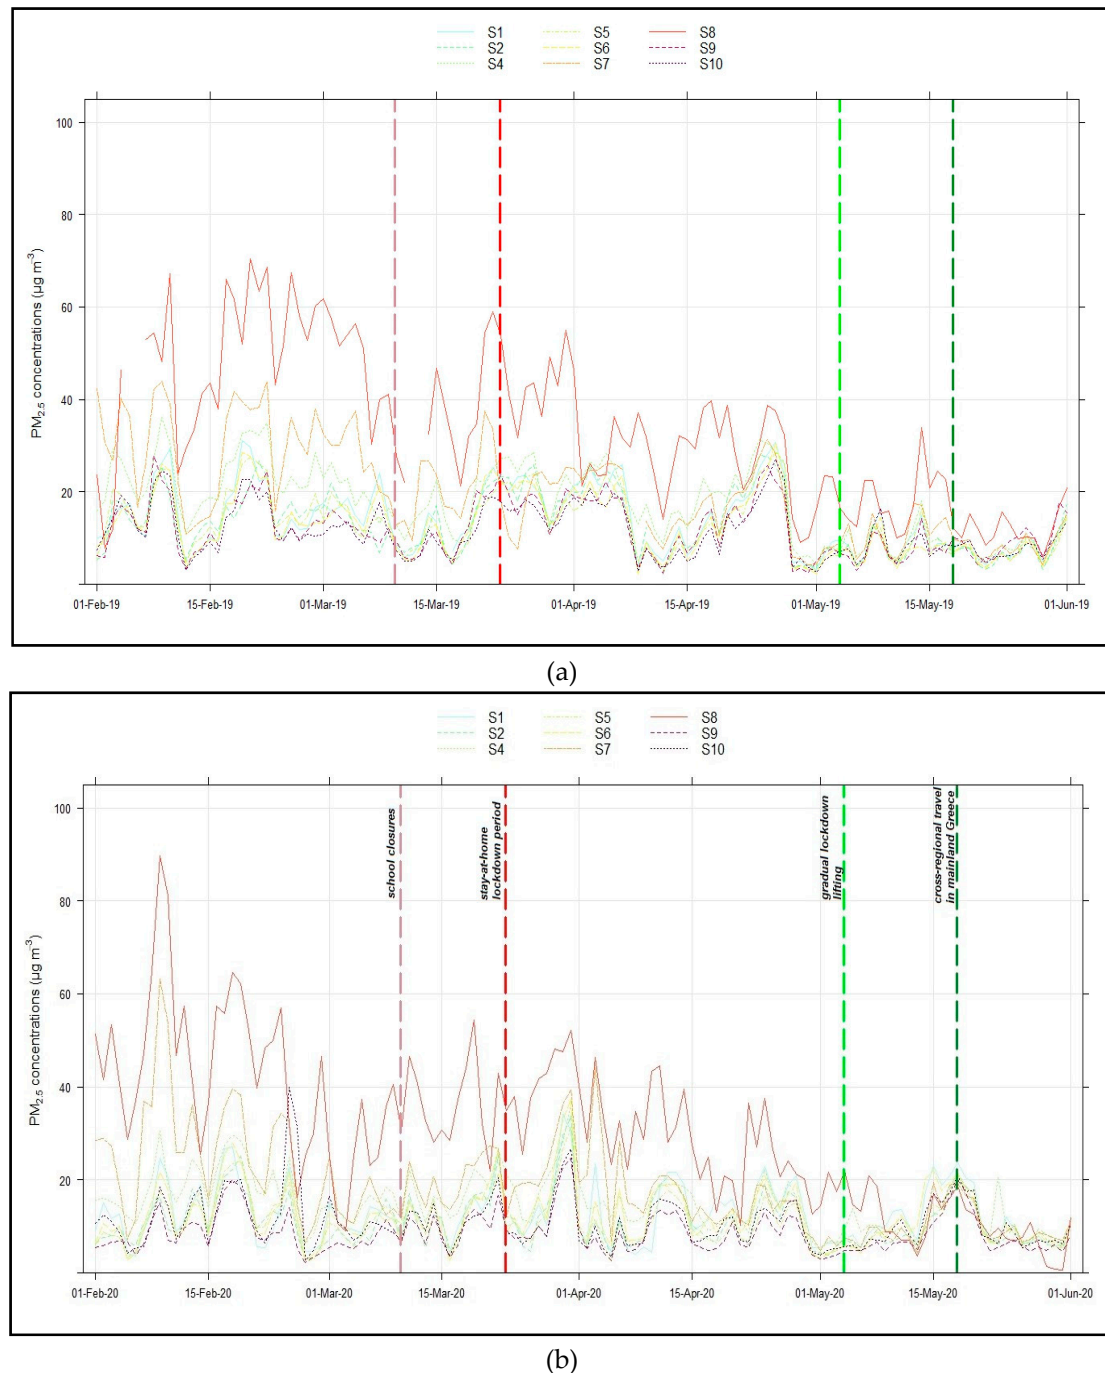 S1 S5 S8
S2 S6 S9
S4 S7 S10
100
80
60
40
20
PM2.5 concentrations (µg m−3)
01-Feb-19 15-Feb-19 01-Mar-19 15-Mar-19 01-Apr-19 15-Apr-19 01-May-19 15-May-19 01-Jun-19
(a)
S1 S5 S8
S2 S6 S9
S4 S7 S10
100
80
60
40
20
PM2.5 concentrations (µg m−3)
school closures
stay-at-home
lockdown period
gradual lockdown
lifting
cross-regional travel
in mainland Greece
01-Feb-20 15-Feb-20 01-Mar-20 15-Mar-20 01-Apr-20 15-Apr-20 01-May-20 15-May-20 01-Jun-20
(b)